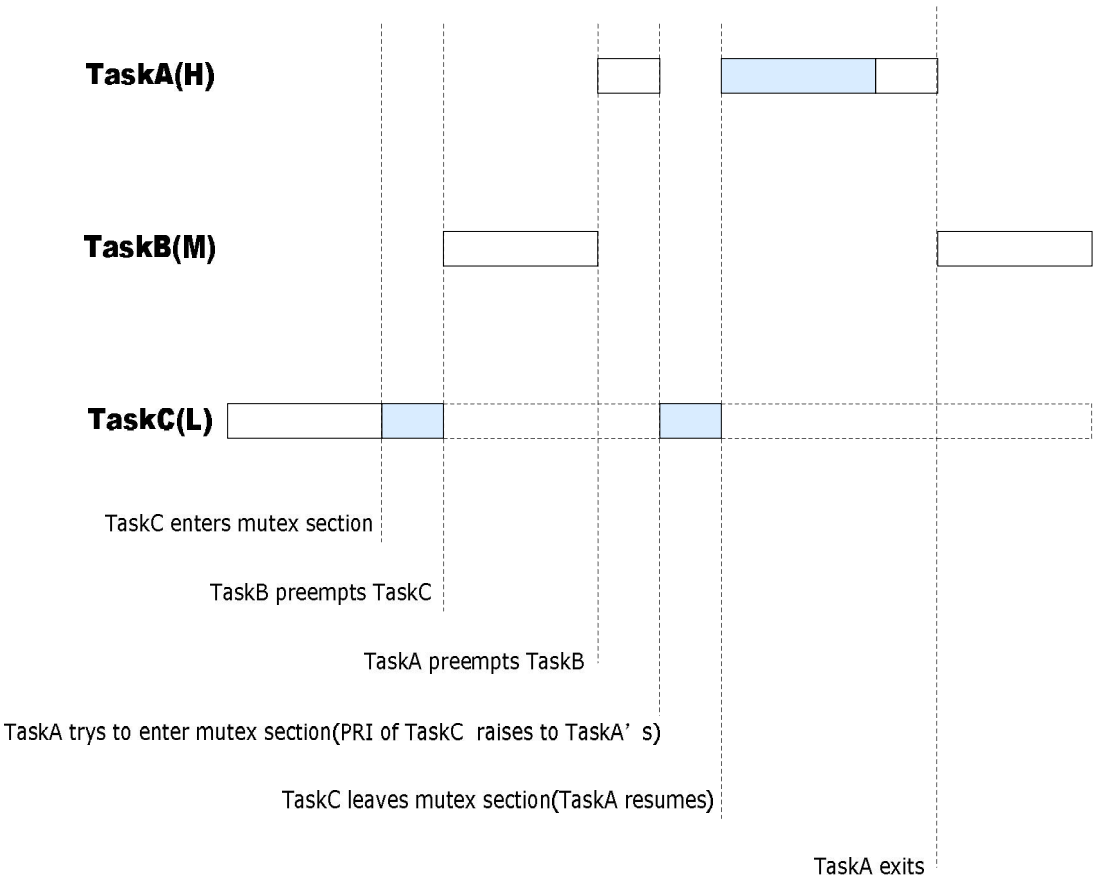 TaskA(H)
TaskB(M)
TaskC(L)
TaskC enters mutex section
TaskB preempts TaskC
TaskA preempts TaskB
TaskA trys to enter mutex section(PRI of TaskC raises to TaskA’ s)
TaskC leaves mutex section(TaskA resumes)
TaskA exits